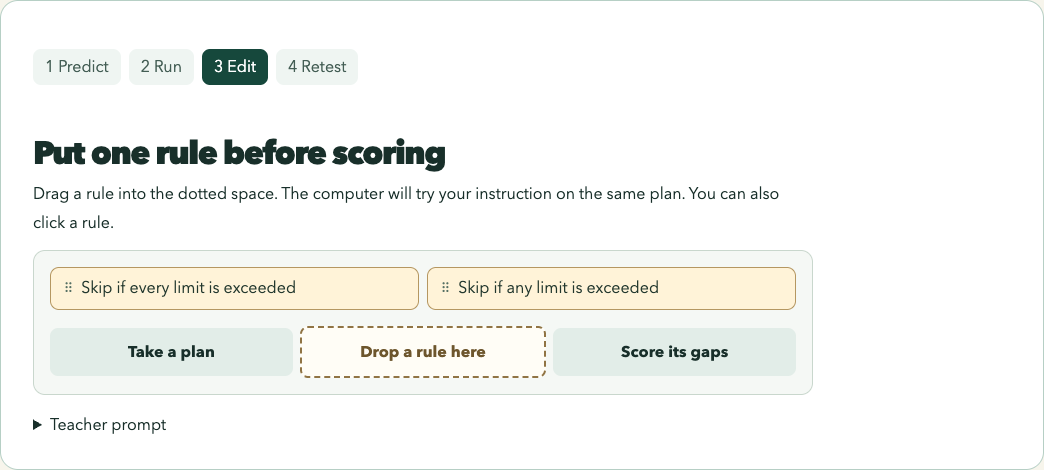 1 Predict
2 Run
3 Edit
4 Retest
Put one rule before scoring
Drag a rule into the dotted space. The computer will try your instruction on the same plan. You can also
click a rule.
Skip if every limit is exceeded
Skip if any limit is exceeded
Take a plan
Drop a rule here
Score its gaps
Teacher prompt